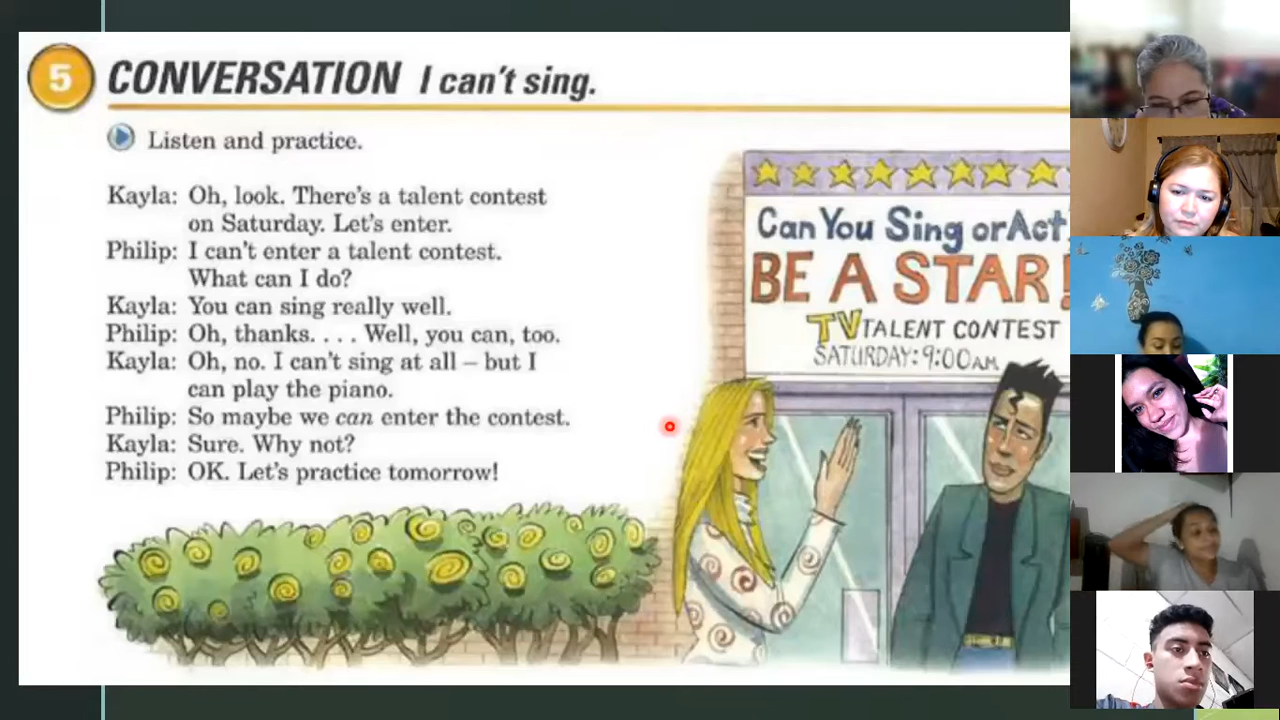 5 CONVERSATION I can't sing.
Listen and practice.
Kayla: Oh, look. There's a talent contest
on Saturday. Let's enter.
Philip: I can't enter a talent contest.
What can I do?
Kayla: You can sing really well.
Philip: Oh, thanks. . . . Well, you can, too.
Kayla: Oh, no. I can't sing at all – but I
can play the piano.
Philip: So maybe we can enter the contest.
Kayla: Sure. Why not?
Philip: OK. Let's practice tomorrow!
Can You Sing or Act
BE A STAR!
TV TALENT CONTEST
SATURDAY: 9:00 AM